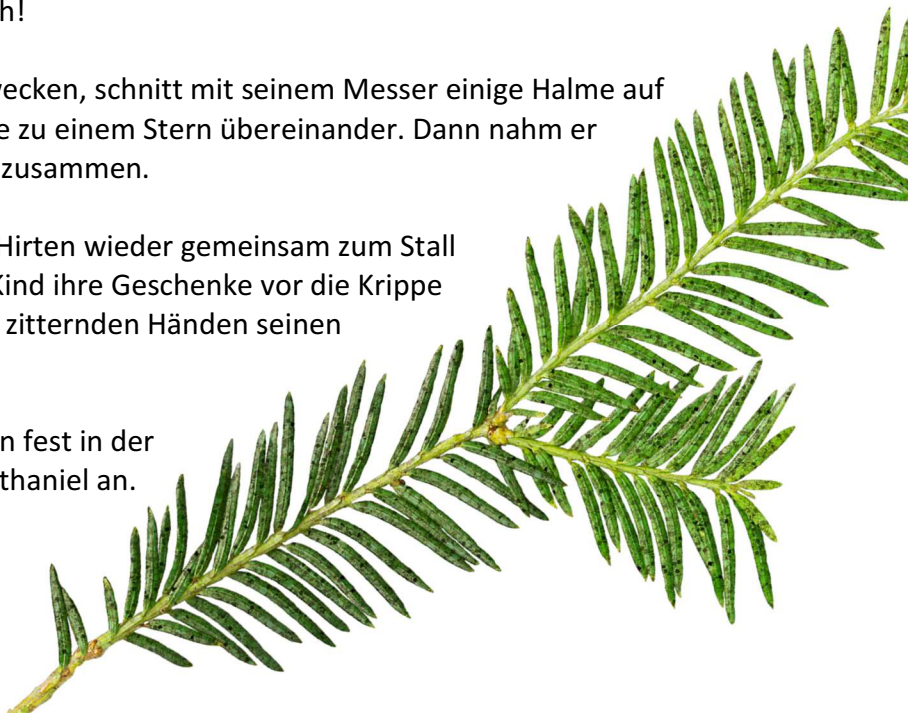 h!
ecken, schnitt mit seinem Messer einige Halme auf
e zu einem Stern übereinander. Dann nahm er
zusammen.
Hirten wieder gemeinsam zum Stall
Kind ihre Geschenke vor die Krippe
zitternden Händen seinen
n fest in der
thaniel an.